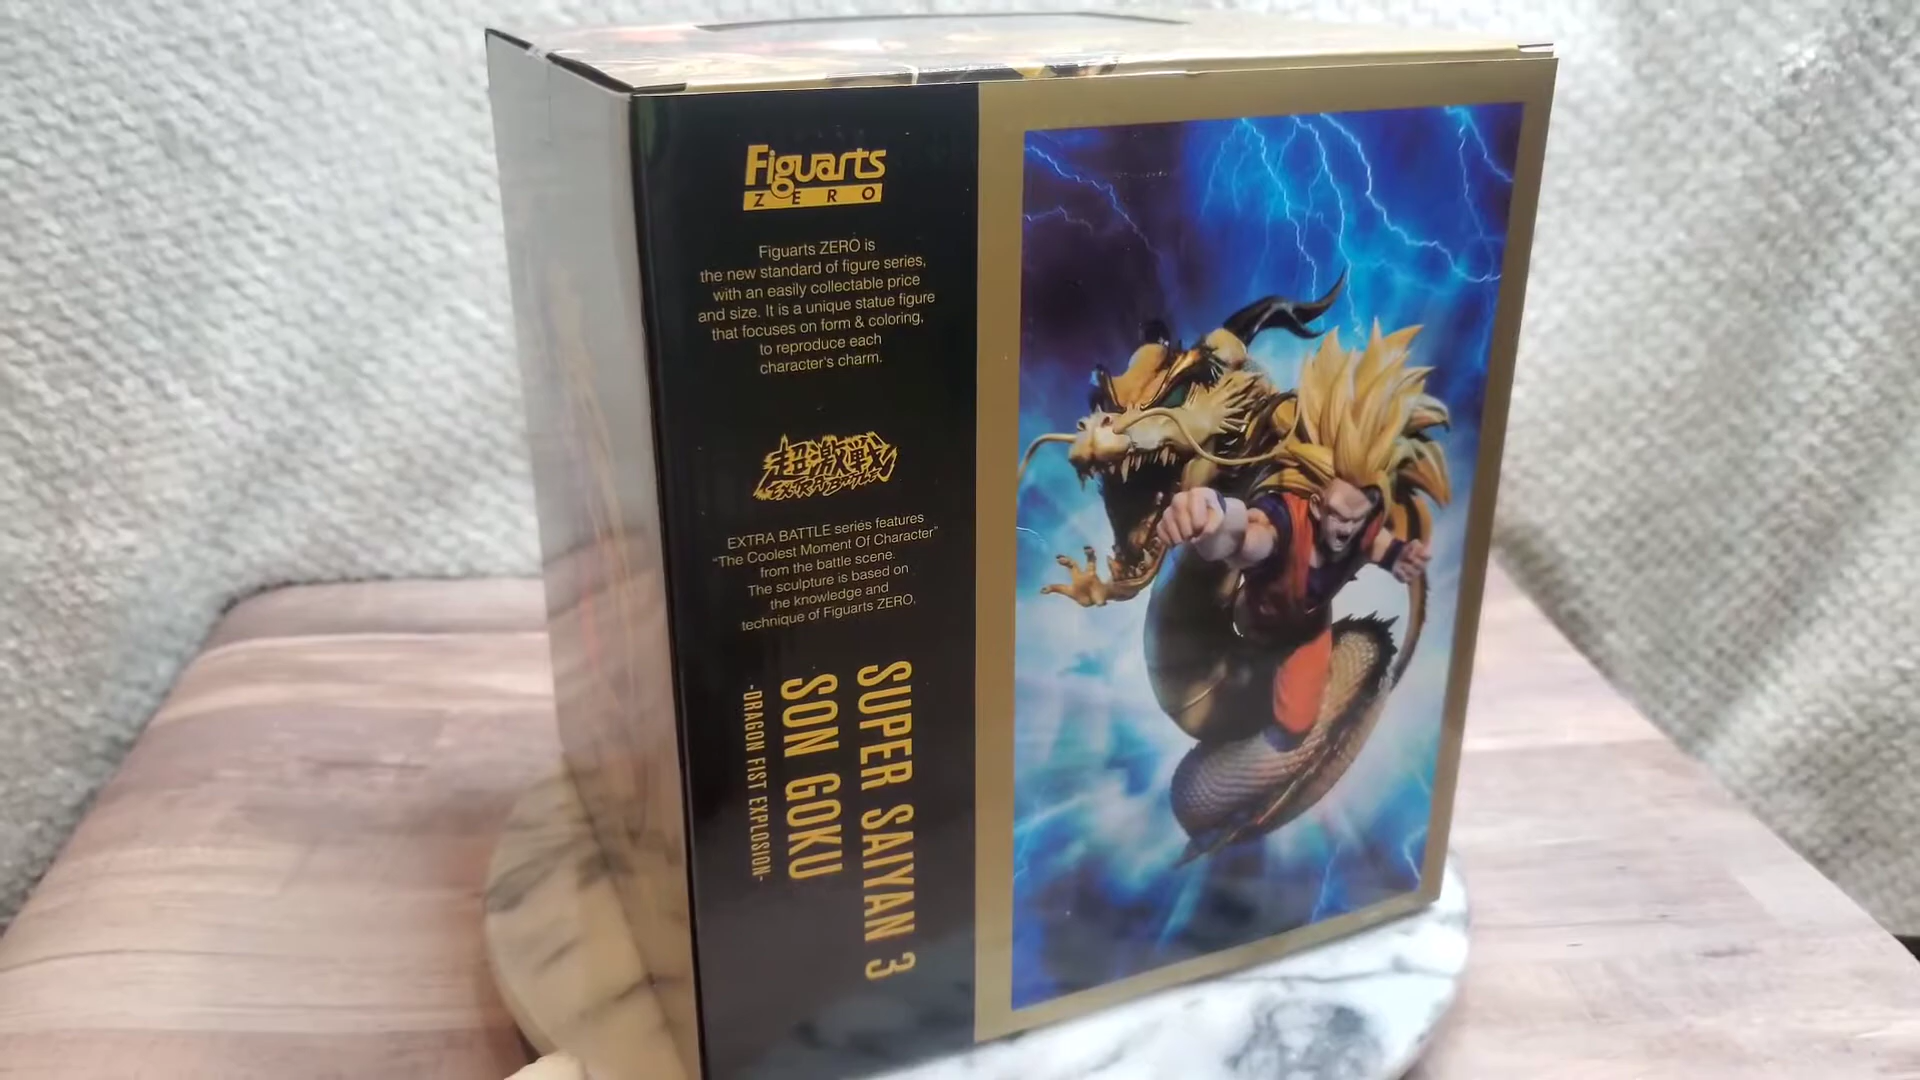 Figuarts
ZERO
Figuarts ZERO is
the new standard of figure series,
with an easily collectable price
and size. It is a unique statue figure
that focuses on form & coloring,
to reproduce each
character's charm.
超激戦
EXTRA BATTLE
EXTRA BATTLE series features
"The Coolest Moment Of Character"
from the battle scene.
The sculpture is based on
the knowledge and
technique of Figuarts ZERO,
SUPER SAIYAN 3
SON GOKU
-DRAGON FIST EXPLOSION-